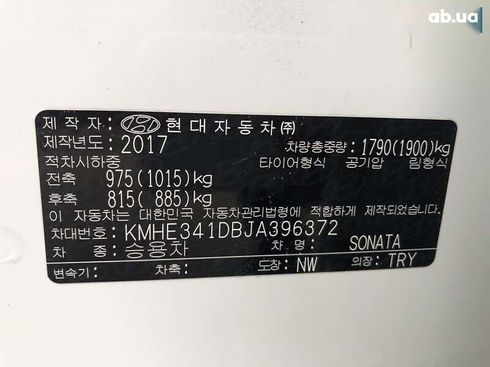 ab.ua
제 작 자 : 현대자동차㈜
제작년도: 2017 차량총중량: 1790(1900)kg
적차시하중 타이어형식 공기압 림형식
전축 975(1015)kg
후축 815( 885)kg
이 자동차는 대한민국 자동차관리법령에 적합하게 제작되었습니다
차대번호: KMHE341DBJA396372
차 종: 승용차 차 명: SONATA
변속기: 차축: 도장: NW 의장: TRY